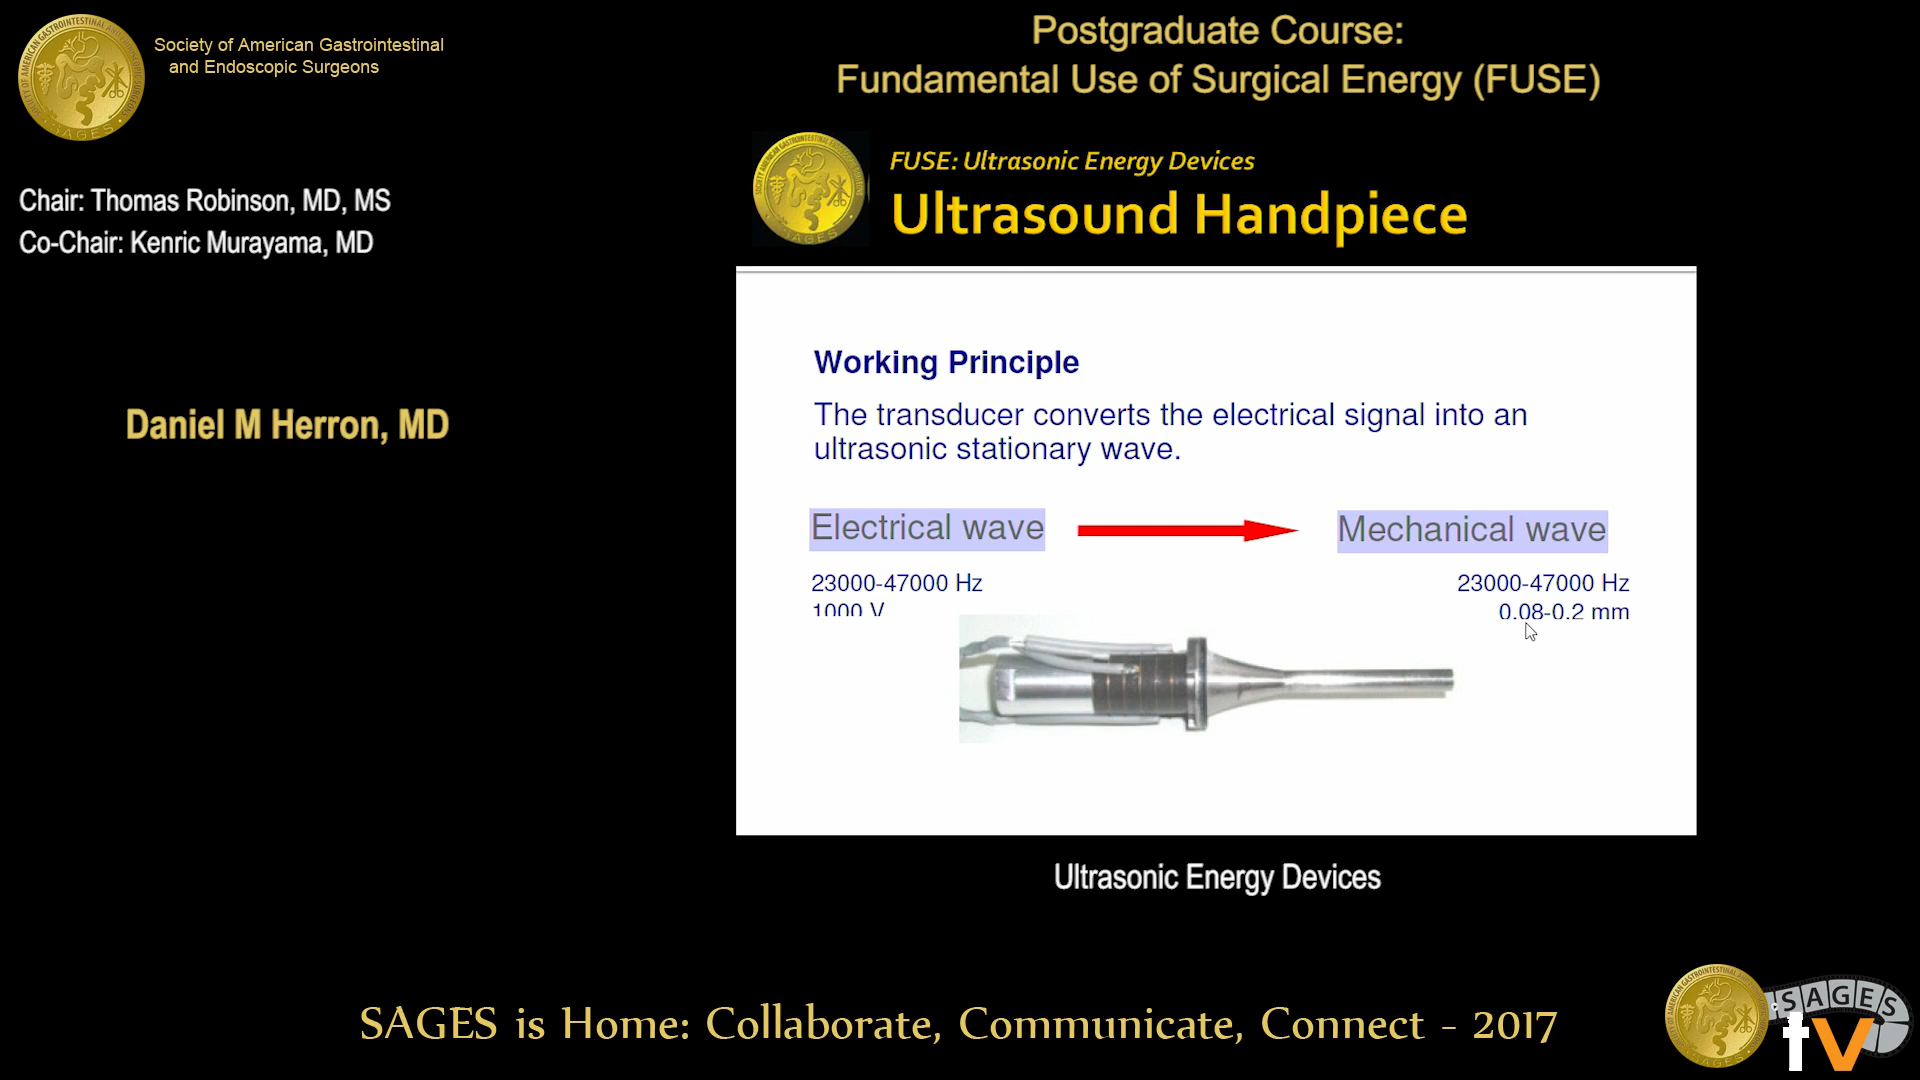 Society of American Gastrointestinal
and Endoscopic Surgeons
Postgraduate Course:
Fundamental Use of Surgical Energy (FUSE)
Chair: Thomas Robinson, MD, MS
Co-Chair: Kenric Murayama, MD
Daniel M Herron, MD
FUSE: Ultrasonic Energy Devices
Ultrasound Handpiece
Working Principle
The transducer converts the electrical signal into an
ultrasonic stationary wave.
Electrical wave
Mechanical wave
23000-47000 Hz
1000 V
23000-47000 Hz
0.08-0.2 mm
Ultrasonic Energy Devices
SAGES is Home: Collaborate, Communicate, Connect - 2017
SAGES
tv